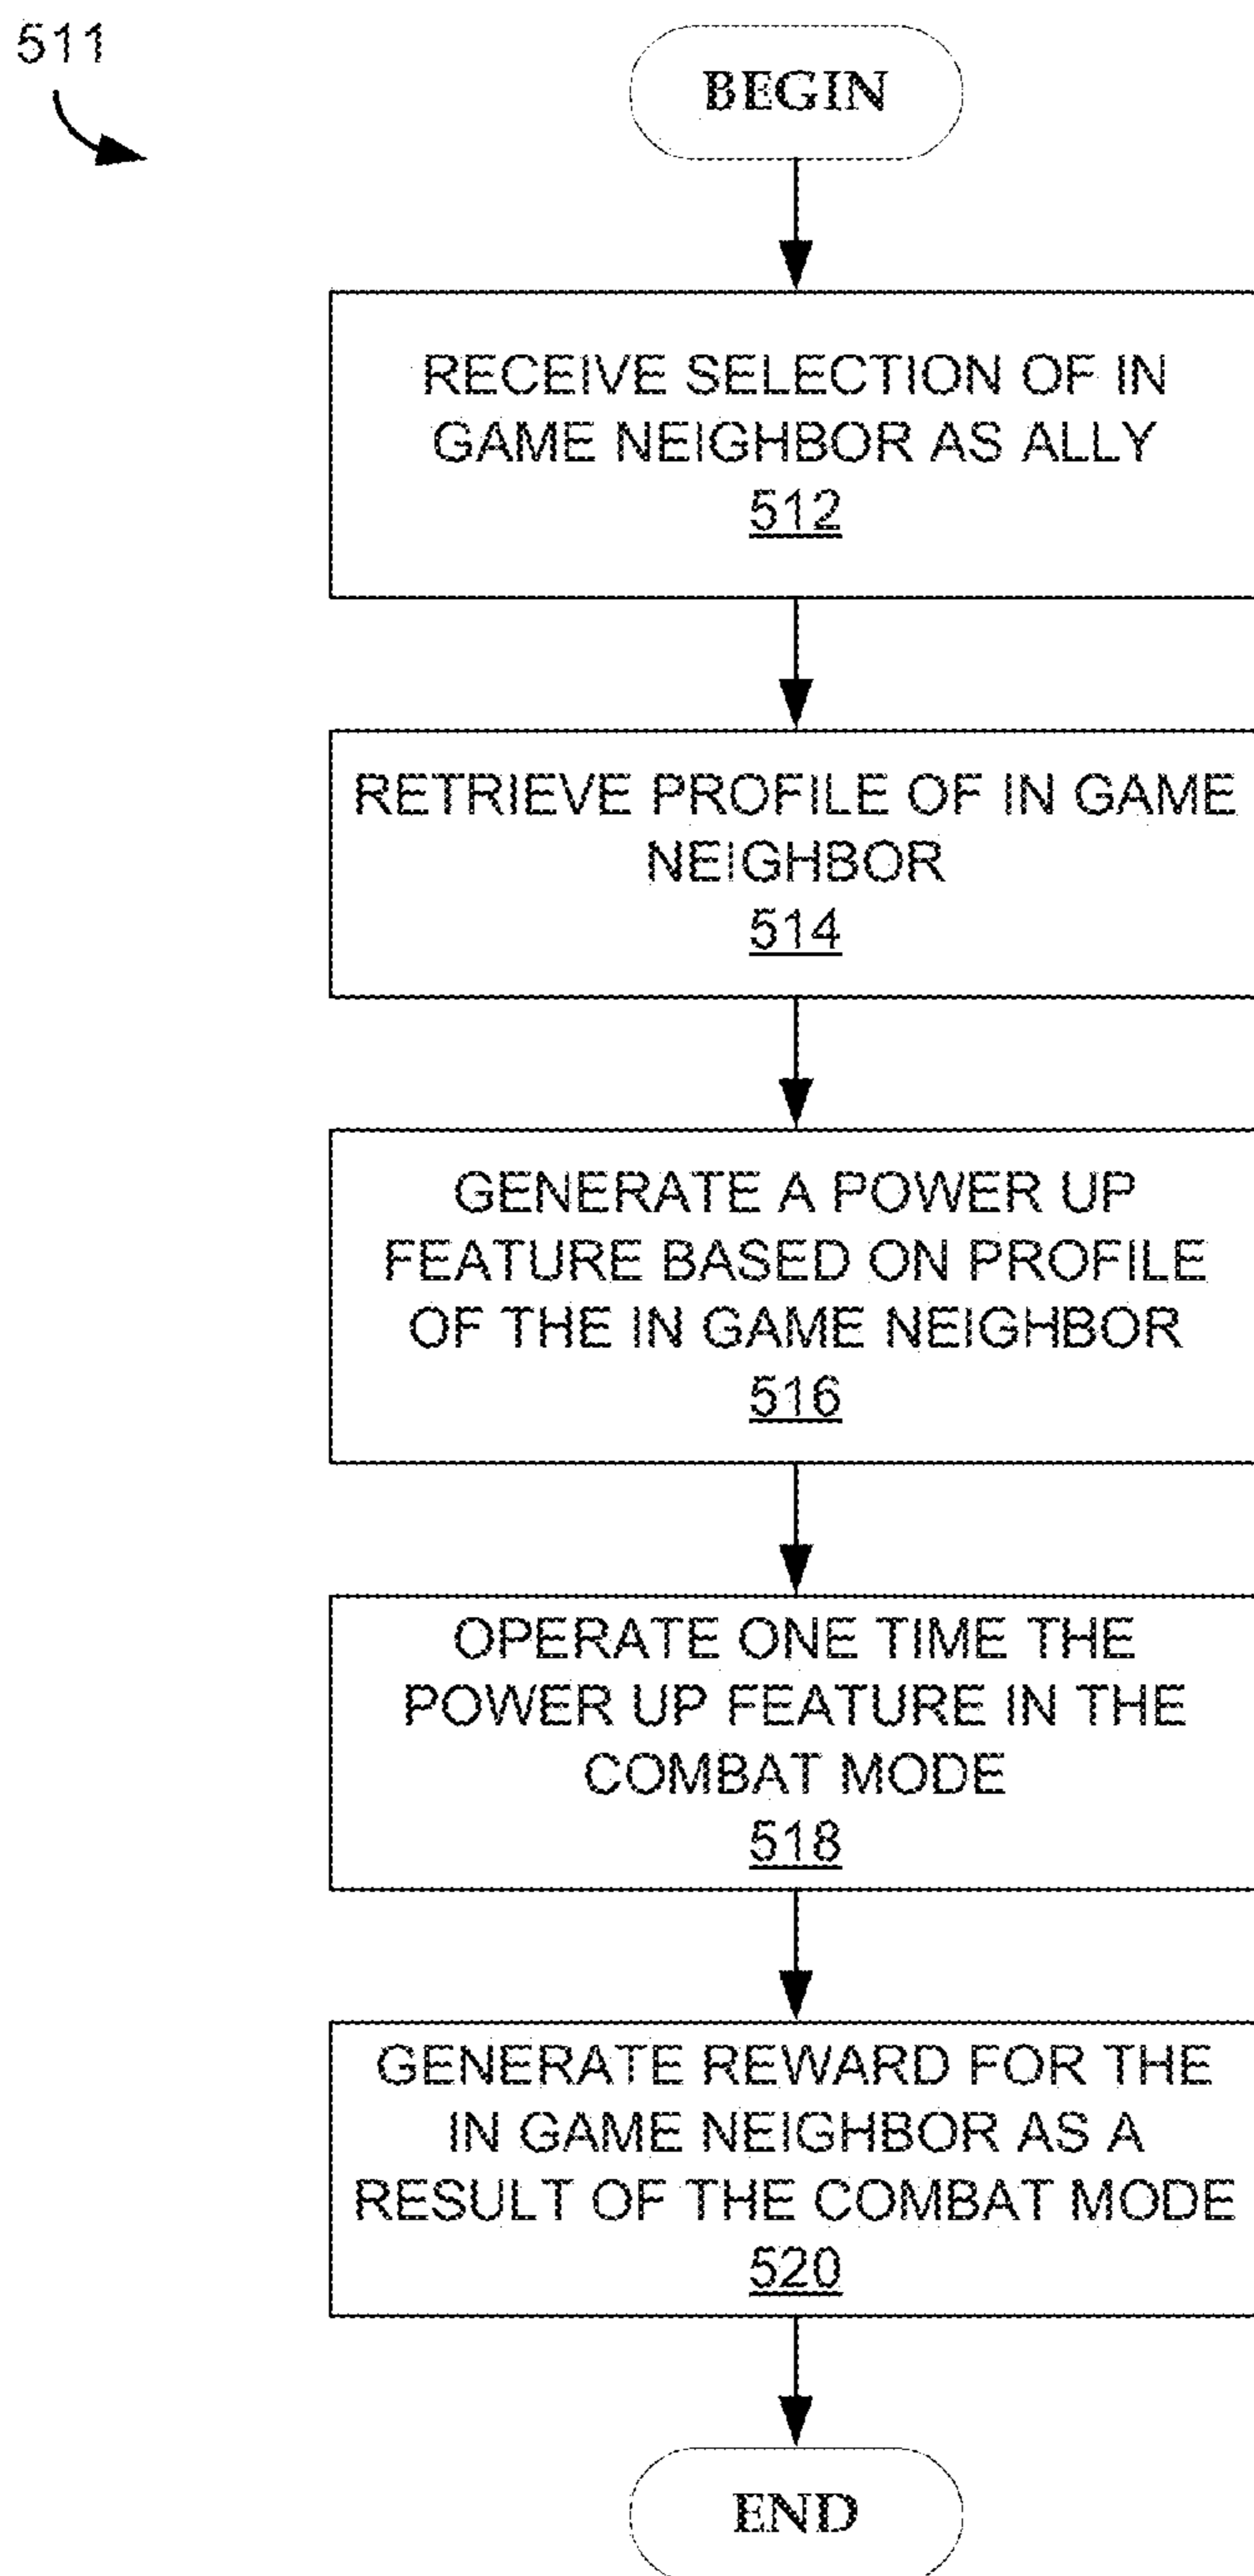 511
BEGIN
RECEIVE SELECTION OF IN
GAME NEIGHBOR AS ALLY
512
RETRIEVE PROFILE OF IN GAME
NEIGHBOR
514
GENERATE A POWER UP
FEATURE BASED ON PROFILE
OF THE IN GAME NEIGHBOR
516
OPERATE ONE TIME THE
POWER UP FEATURE IN THE
COMBAT MODE
518
GENERATE REWARD FOR THE
IN GAME NEIGHBOR AS A
RESULT OF THE COMBAT MODE
520
END